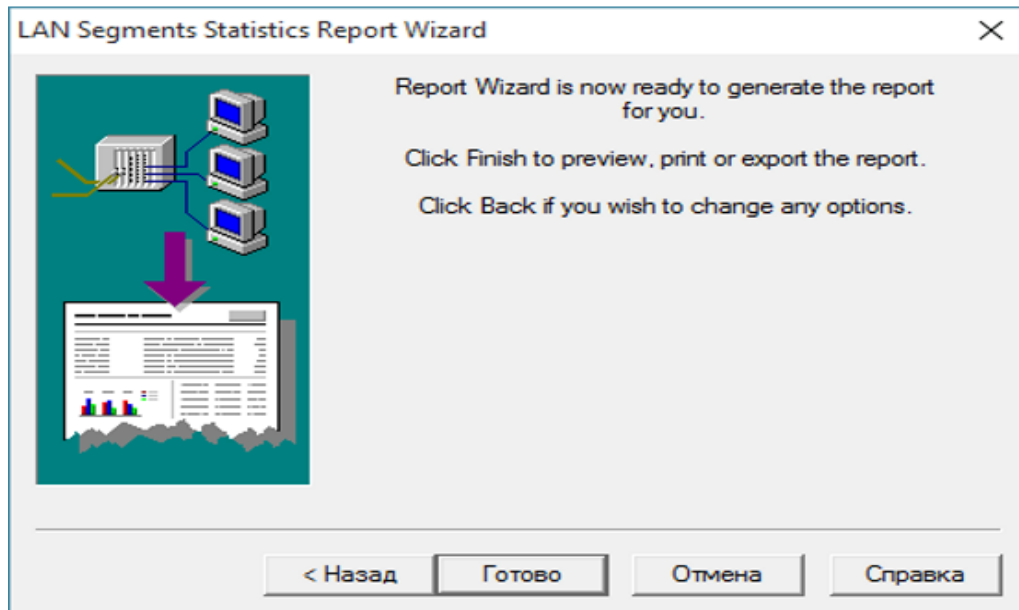 LAN Segments Statistics Report Wizard
Report Wizard is now ready to generate the report
for you.
Click Finish to preview, print or export the report.
Click Back if you wish to change any options.
< Назад
Готово
Отмена
Справка